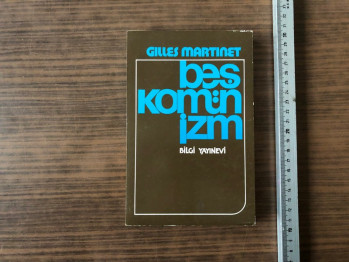 GILLES MARTINET
beş
komün
izm
BİLGİ YAYINEVİ